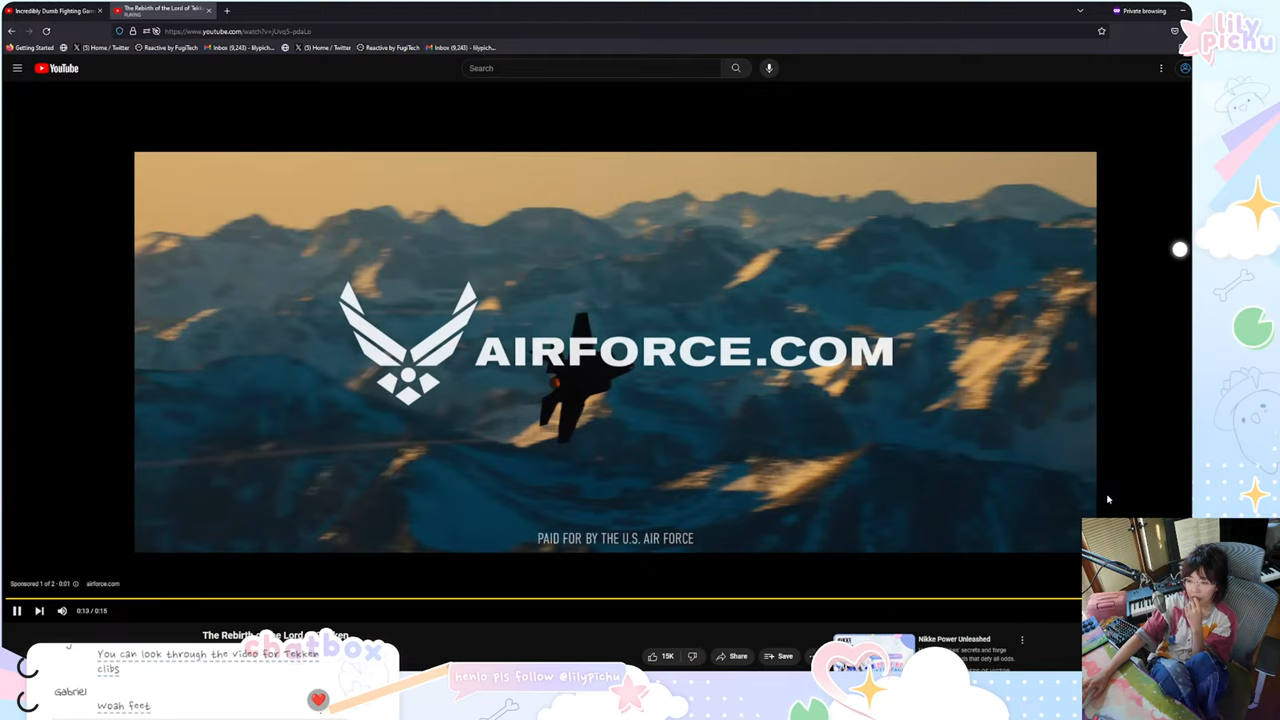 Incredibly Dumb Fighting Gam
The Rebirth of the Lord of Tekk
PLAYING
Private browsing
https://www.youtube.com/watch?v=jUvq5-pdaLo
Getting Started
(5) Home / Twitter
Reactive by FugiTech
Inbox (9,243) - lilypich...
(5) Home / Twitter
Reactive by FugiTech
Inbox (9,243) - lilypich...
lily
pichu
YouTube
Search
AIRFORCE.COM
PAID FOR BY THE U.S. AIR FORCE
Sponsored 1 of 2 · 0:01
airforce.com
0:13 / 0:15
The Rebirth of the Lord
15K
Share
Save
Nikke Power Unleashed
secrets and forge
that defy all odds.
chatbox
You can look through the video for Tekken
clibs
Gabriel
Woah feet
henlo pls follow @lilypichu